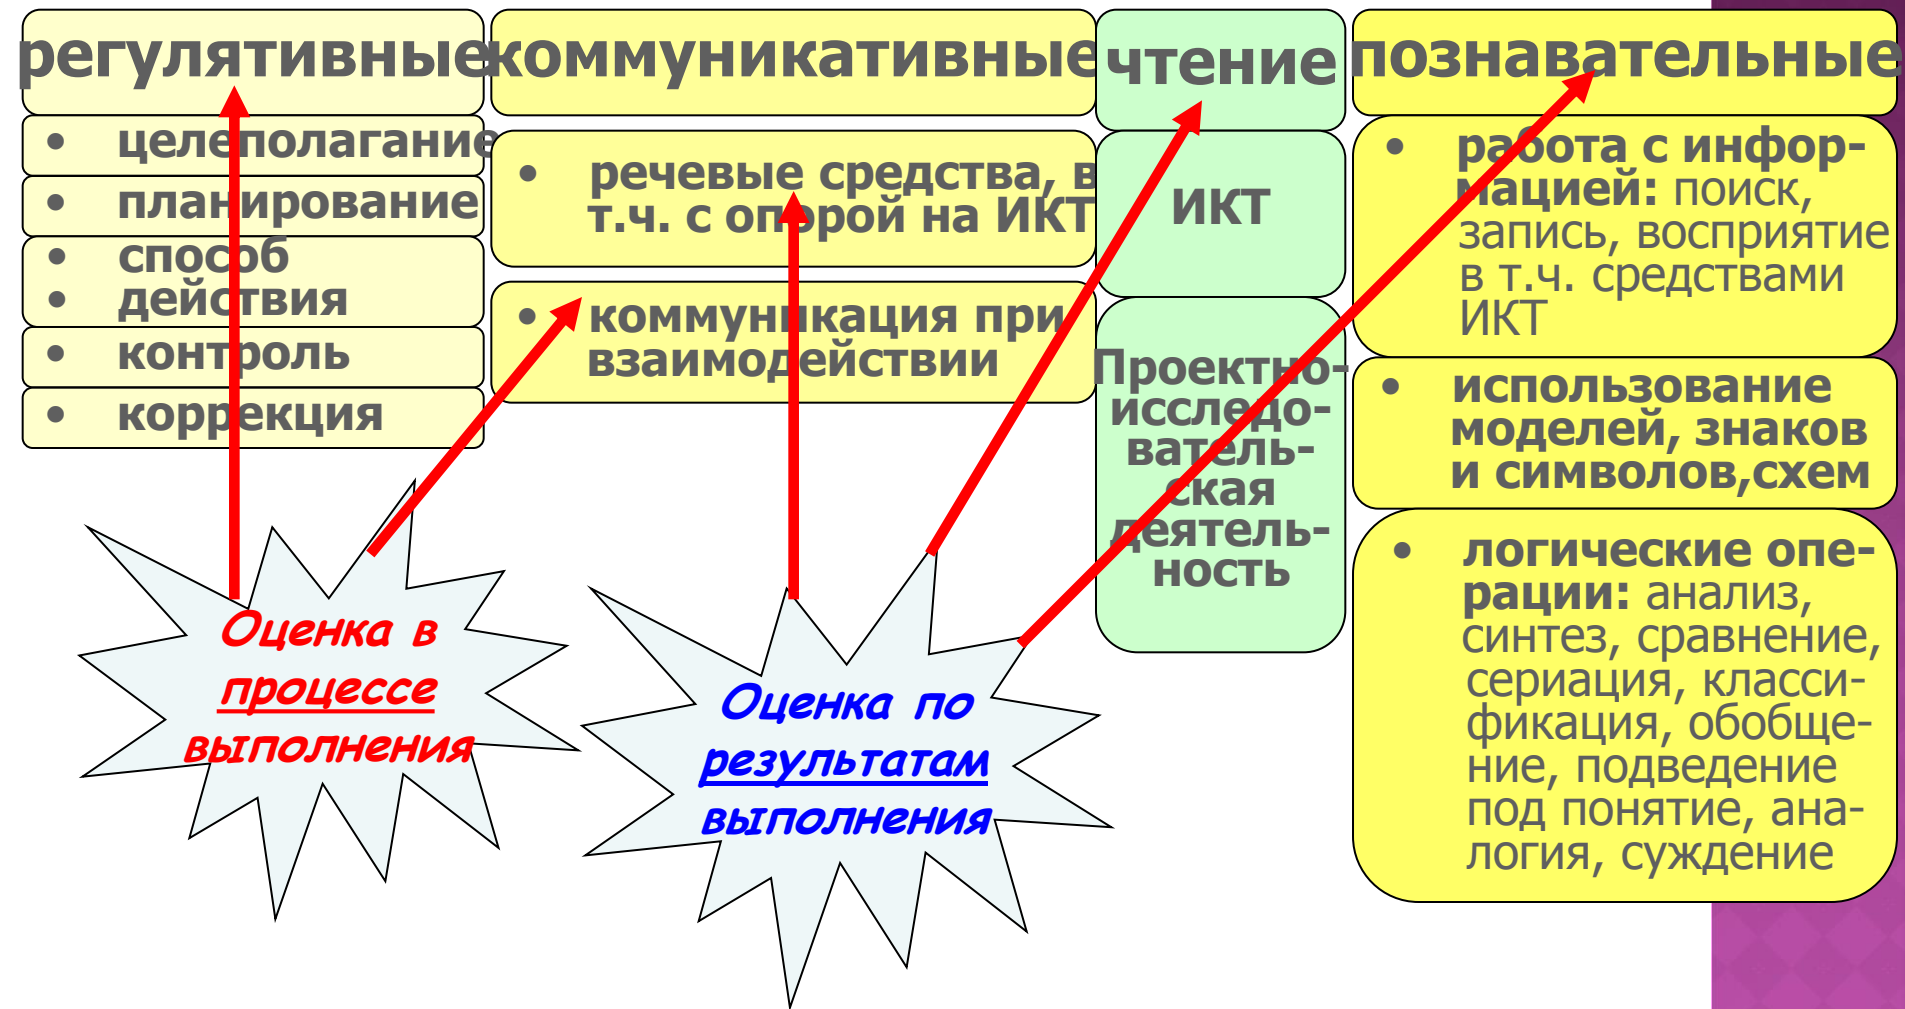 регулятивные
• целеполагание
• планирование
• способ
• действия
• контроль
• коррекция
коммуникативные
• речевые средства, в
т.ч. с опорой на ИКТ
• коммуникация при
взаимодействии
чтение
ИКТ
Проектно-
исследо-
ватель-
ская
деятель-
ность
познавательные
• работа с инфор-
мацией: поиск,
запись, восприятие
в т.ч. средствами
ИКТ
• использование
моделей, знаков
и символов,схем
• логические опе-
рации: анализ,
синтез, сравнение,
сериация, класси-
фикация, обобще-
ние, подведение
под понятие, ана-
логия, суждение
Оценка в
процессе
выполнения
Оценка по
результатам
выполнения